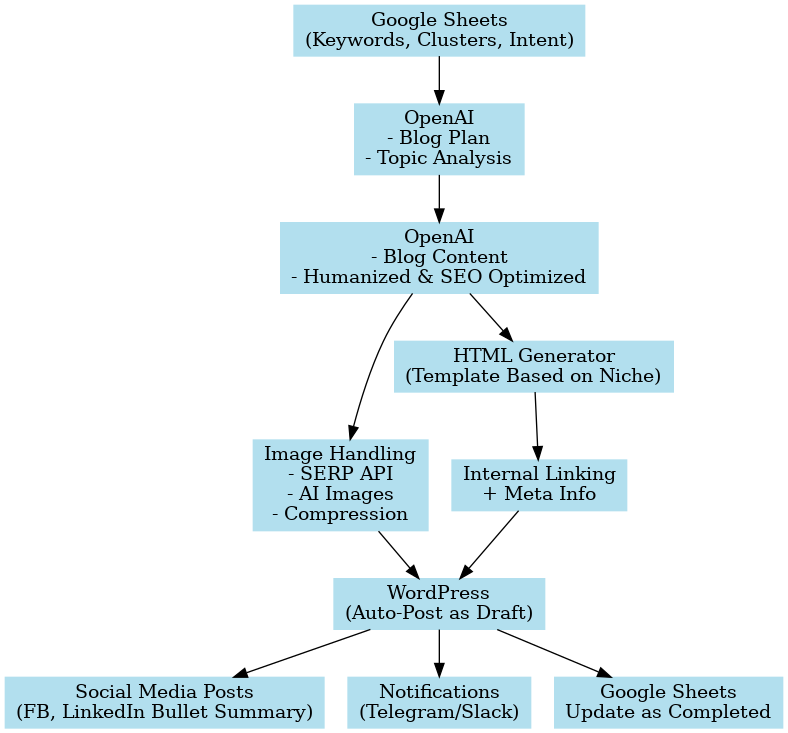 Google Sheets
(Keywords, Clusters, Intent)
OpenAI
- Blog Plan
- Topic Analysis
OpenAI
- Blog Content
- Humanized & SEO Optimized
HTML Generator
(Template Based on Niche)
Image Handling
- SERP API
- AI Images
- Compression
Internal Linking
+ Meta Info
WordPress
(Auto-Post as Draft)
Social Media Posts
(FB, LinkedIn Bullet Summary)
Notifications
(Telegram/Slack)
Google Sheets
Update as Completed